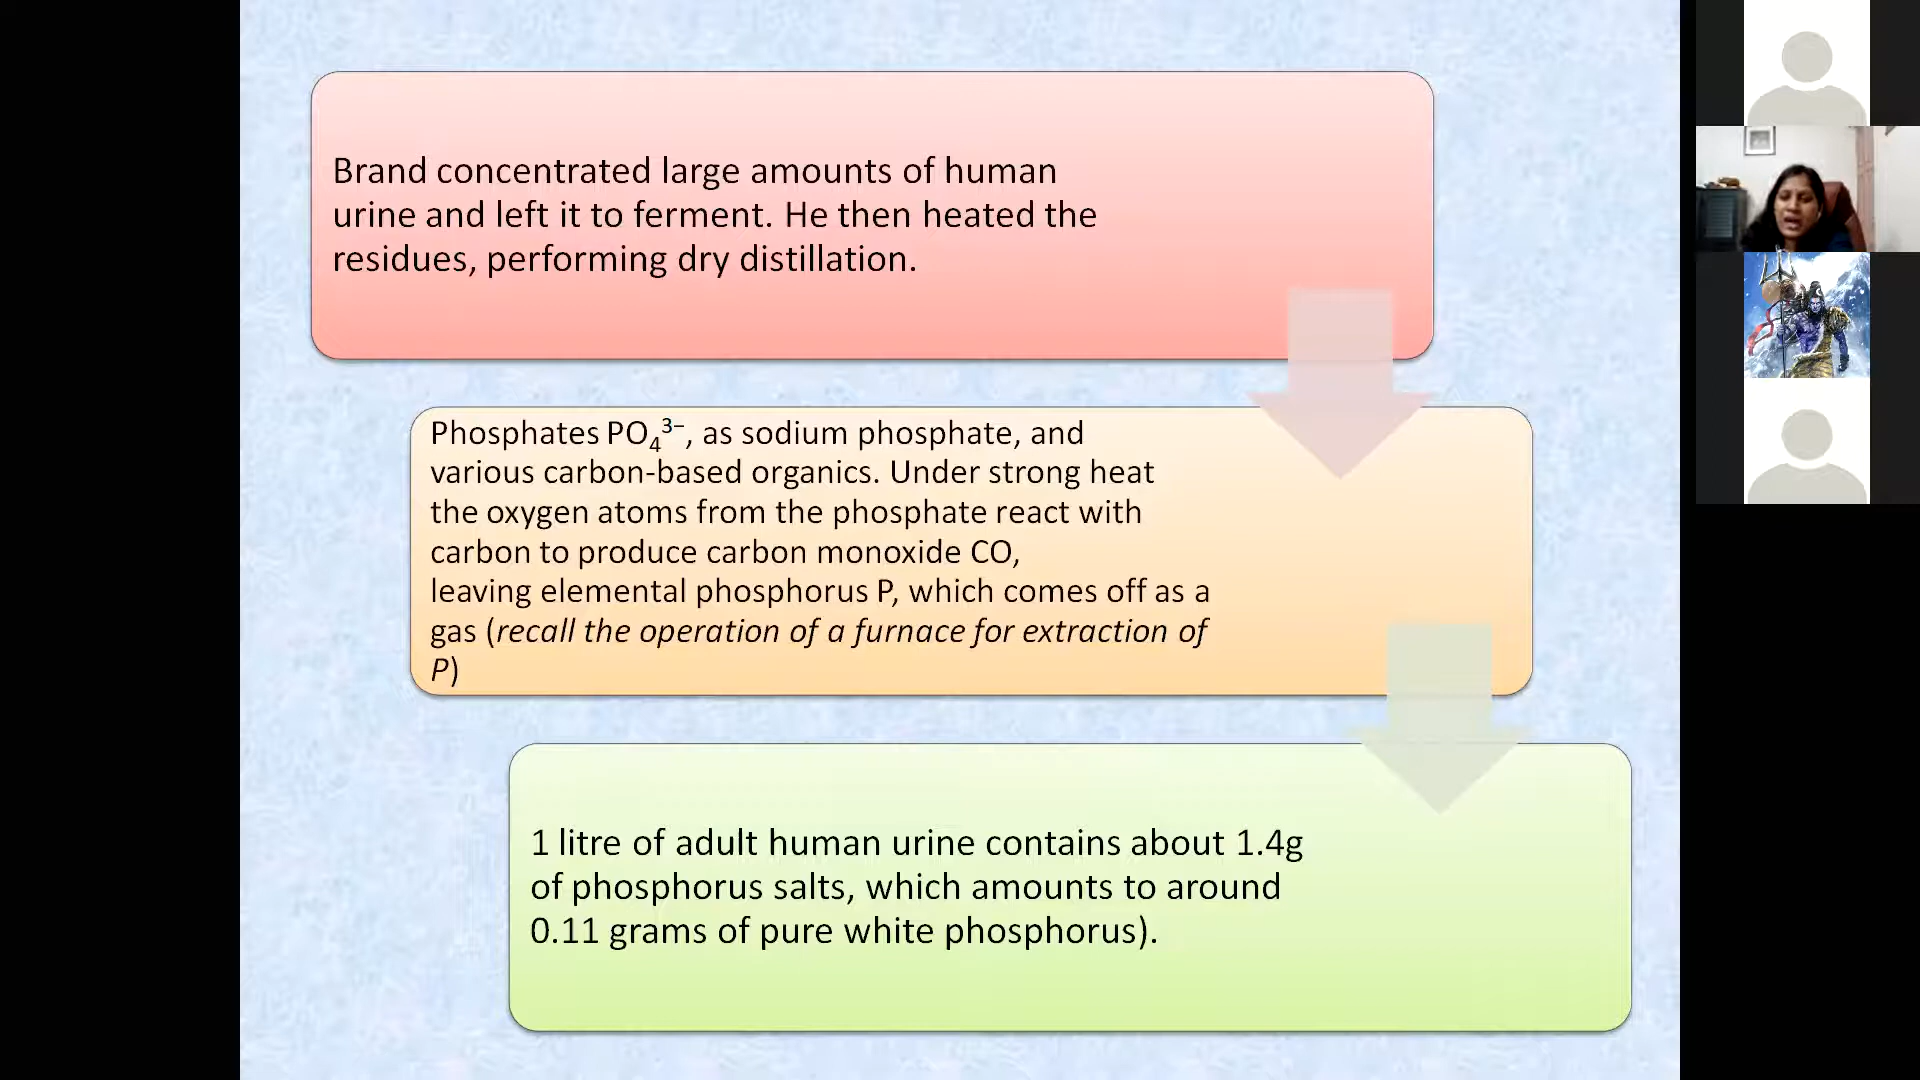 Brand concentrated large amounts of human
urine and left it to ferment. He then heated the
residues, performing dry distillation.
Phosphates PO₄³⁻, as sodium phosphate, and
various carbon-based organics. Under strong heat
the oxygen atoms from the phosphate react with
carbon to produce carbon monoxide CO,
leaving elemental phosphorus P, which comes off as a
gas (recall the operation of a furnace for extraction of
P)
1 litre of adult human urine contains about 1.4g
of phosphorus salts, which amounts to around
0.11 grams of pure white phosphorus).